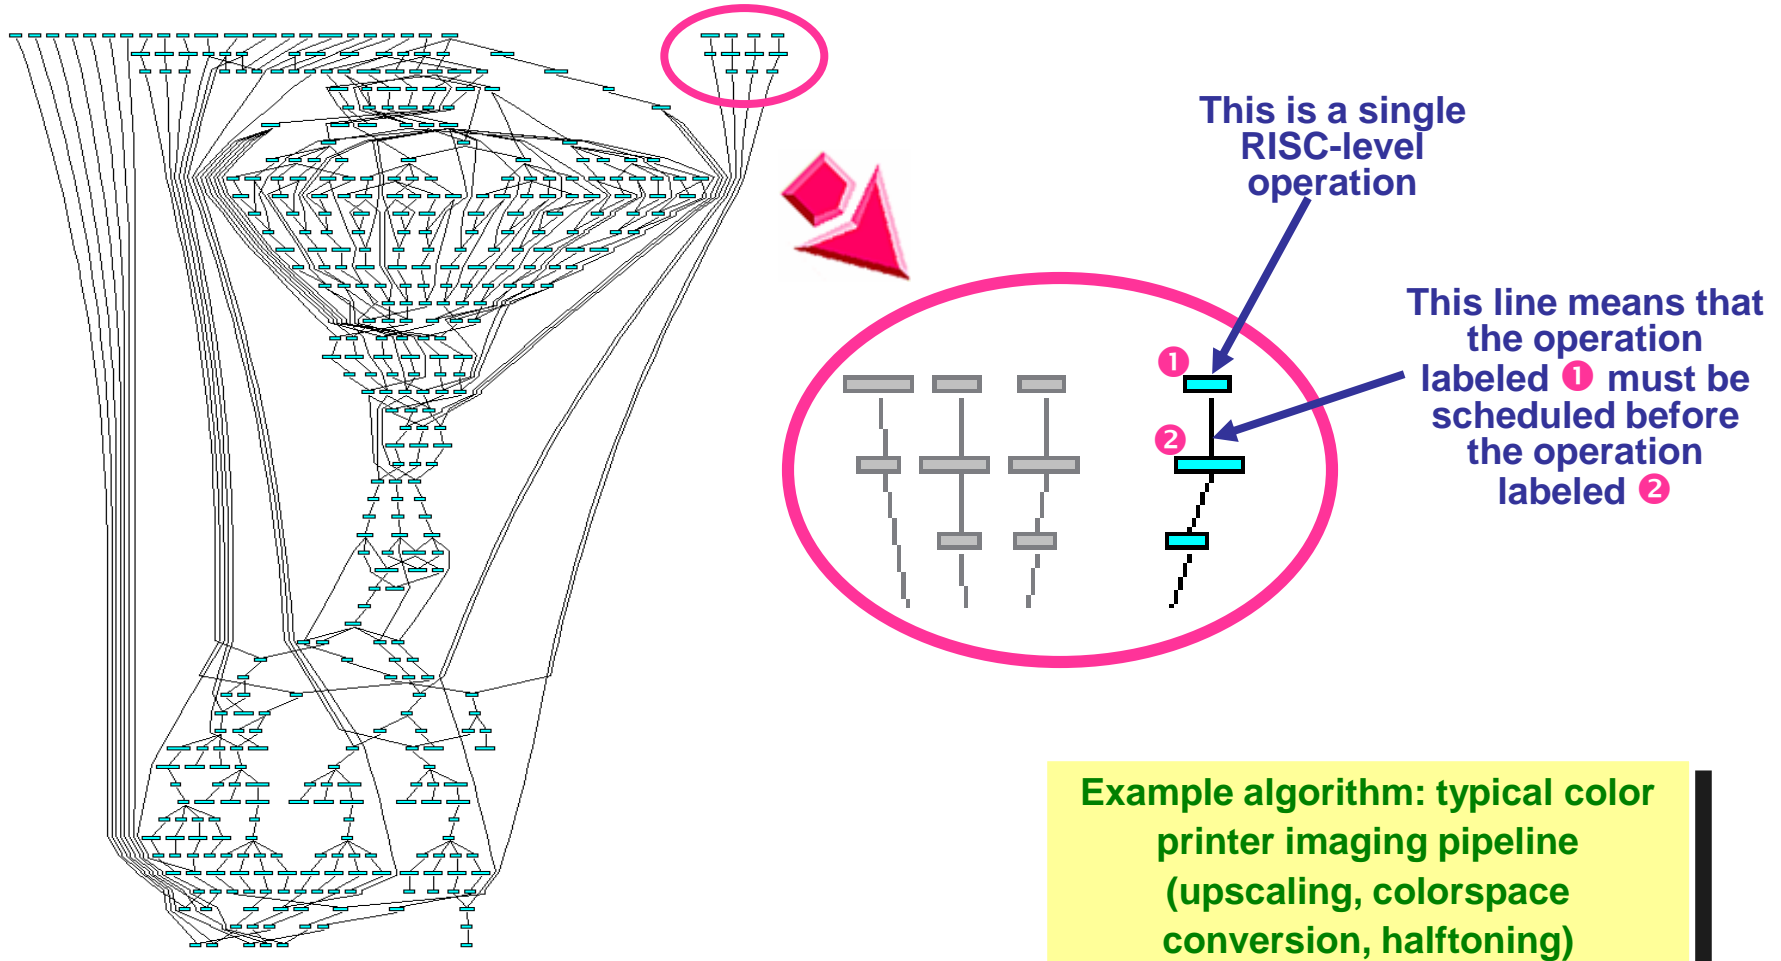 This is a single
RISC-level
operation
This line means that
the operation
labeled ❶ must be
scheduled before
the operation
labeled ❷
❶
❷
Example algorithm: typical color
printer imaging pipeline
(upscaling, colorspace
conversion, halftoning)